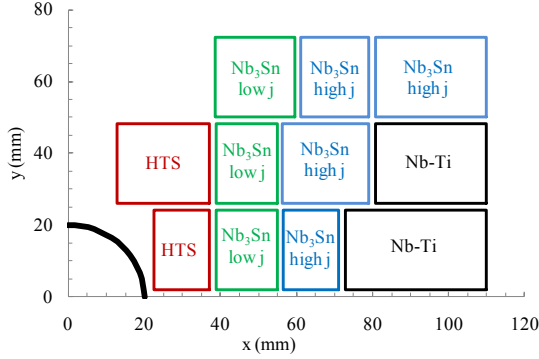 80
Nb₃Sn
low j
Nb₃Sn
high j
Nb₃Sn
high j
60
y (mm)
40
HTS
Nb₃Sn
low j
Nb₃Sn
high j
Nb-Ti
20
HTS
Nb₃Sn
low j
Nb₃Sn
high j
Nb-Ti
0
0 20 40 60 80 100 120
x (mm)